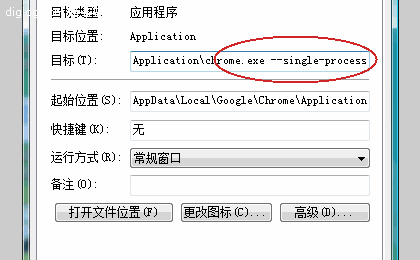 目标类型: 应用程序
目标位置: Application
目标(T): Application\chrome.exe --single-process
起始位置(S): AppData\Local\Google\Chrome\Application
快捷键(K): 无
运行方式(R): 常规窗口
备注(O):
打开文件位置(F) 更改图标(C)... 高级(D)...